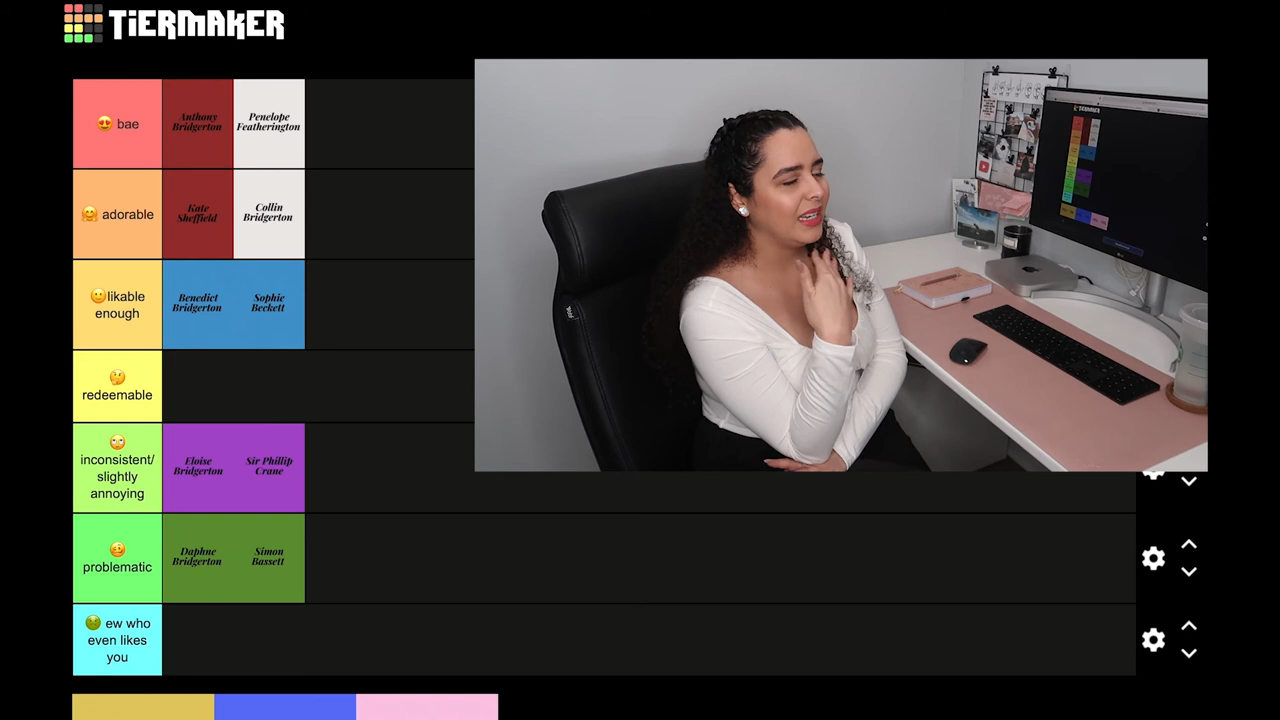 TiERMAKER
😍 bae
Anthony
Bridgerton
Penelope
Featherington
🤗 adorable
Kate
Sheffield
Collin
Bridgerton
🙂likable
enough
Benedict
Bridgerton
Sophie
Beckett
🤔
redeemable
🙄
inconsistent/
slightly
annoying
Eloise
Bridgerton
Sir Phillip
Crane
🥴
problematic
Daphne
Bridgerton
Simon
Bassett
🤢 ew who
even likes
you